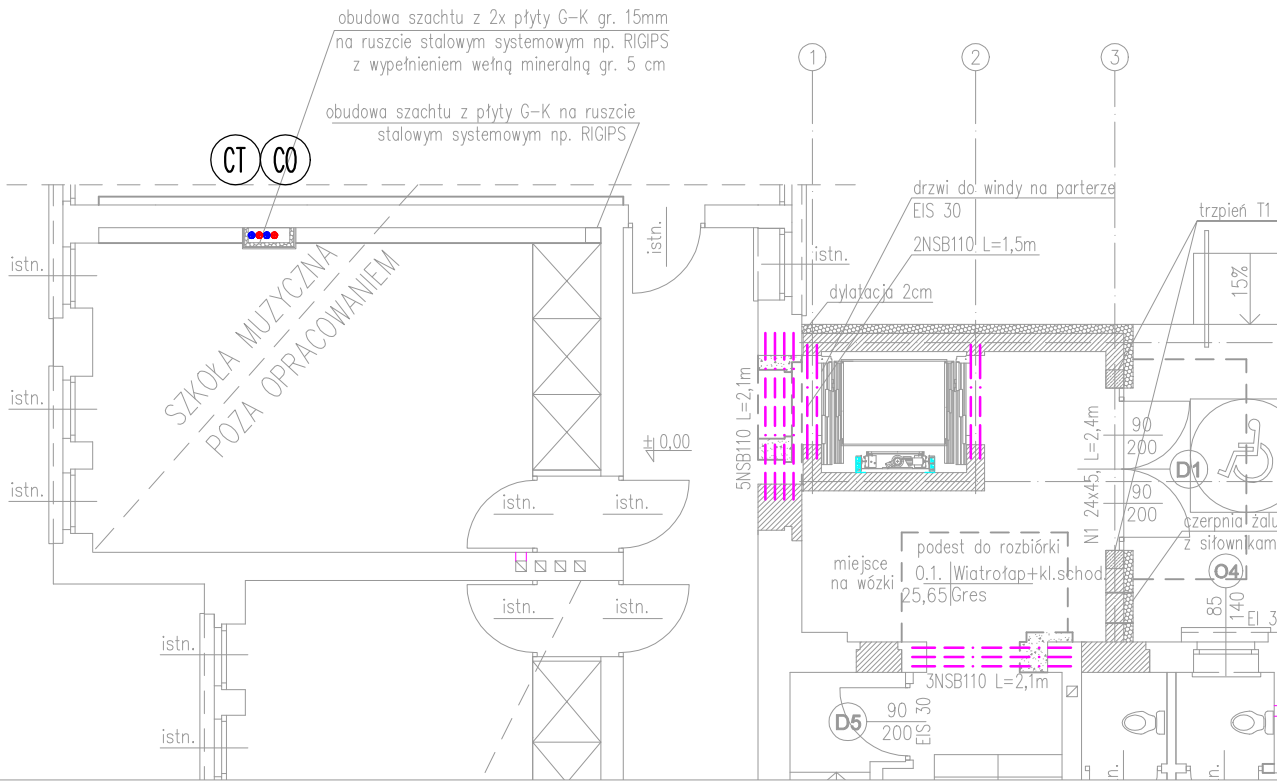 obudowa szachtu z 2x płyty G-K gr. 15mm
na ruszcie stalowym systemowym np. RIGIPS
z wypełnieniem wełną mineralną gr. 5 cm
obudowa szachtu z płyty G-K na ruszcie
stalowym systemowym np. RIGIPS
CT
CO
1
2
3
drzwi do windy na parterze
EIS 30
2NSB110 L=1,5m
dylatacja 2cm
trzpień T1
15%
istn.
istn.
istn.
istn.
istn.
SZKOŁA MUZYCZNA
POZA OPRACOWANIEM
±0,00
5NSB110 L=2,1m
N1 24x45, L=2,4m
90
200
D1
90
200
istn.
istn.
czerpnia żalu
z siłownikam
miejsce
na wózki
podest do rozbiórki
0.1. Wiatrołap+kl.schod.
25,65 Gres
O4
85
140
EI 3
istn.
istn.
istn.
istn.
3NSB110 L=2,1m
D5
90
200
EIS 30
n.
n.